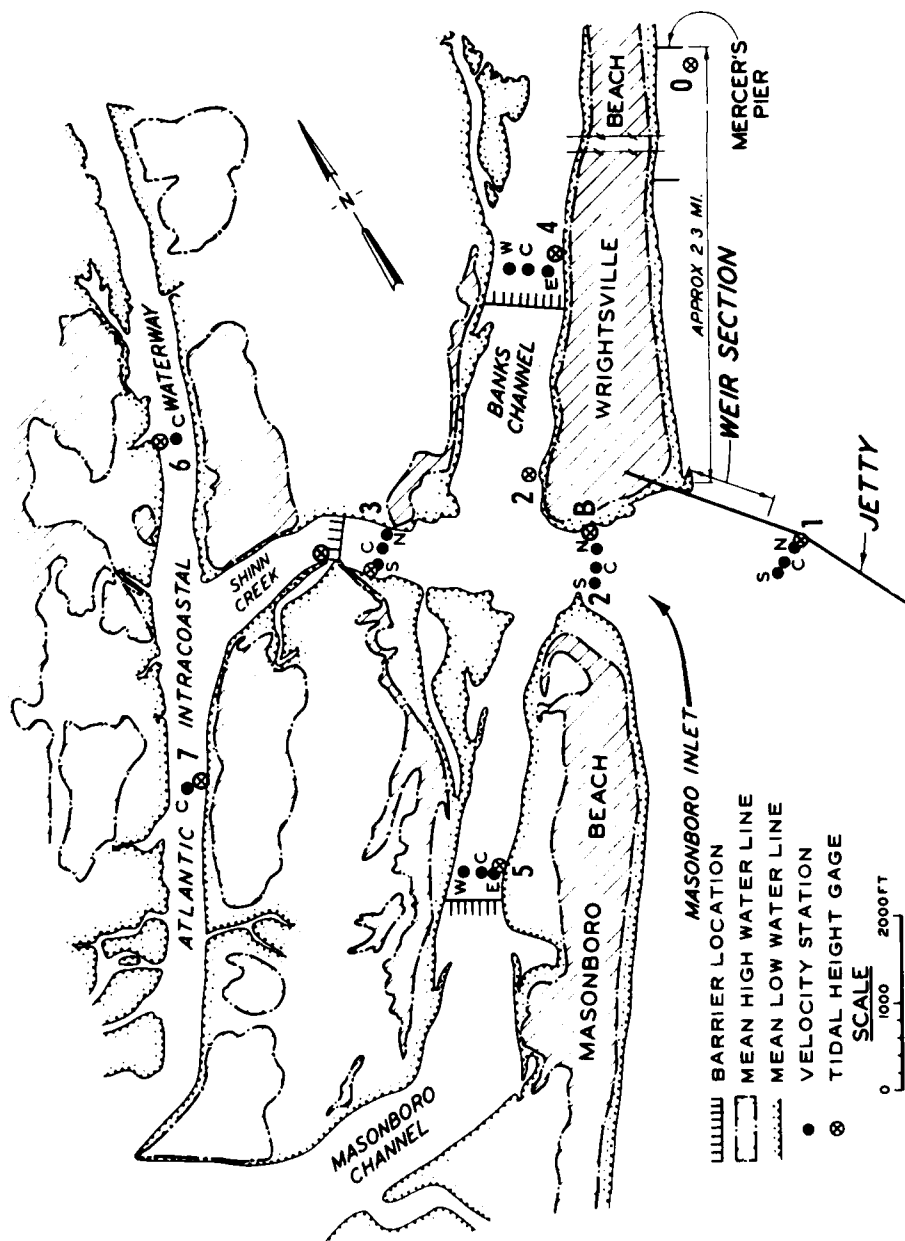 ATLANTIC INTRACOASTAL WATERWAY
C
7
6
C
N
SHINN CREEK
3
S
C
N
BANKS CHANNEL
W
C
E
4
2
WRIGHTSVILLE BEACH
0
MERCER'S PIER
APPROX 2 3 MI.
WEIR SECTION
JETTY
S
C
N
1
B
N
C
S
2
MASONBORO INLET
W
C
E
5
MASONBORO BEACH
MASONBORO CHANNEL
BARRIER LOCATION
MEAN HIGH WATER LINE
MEAN LOW WATER LINE
VELOCITY STATION
TIDAL HEIGHT GAGE
SCALE
0 1000 2000 FT